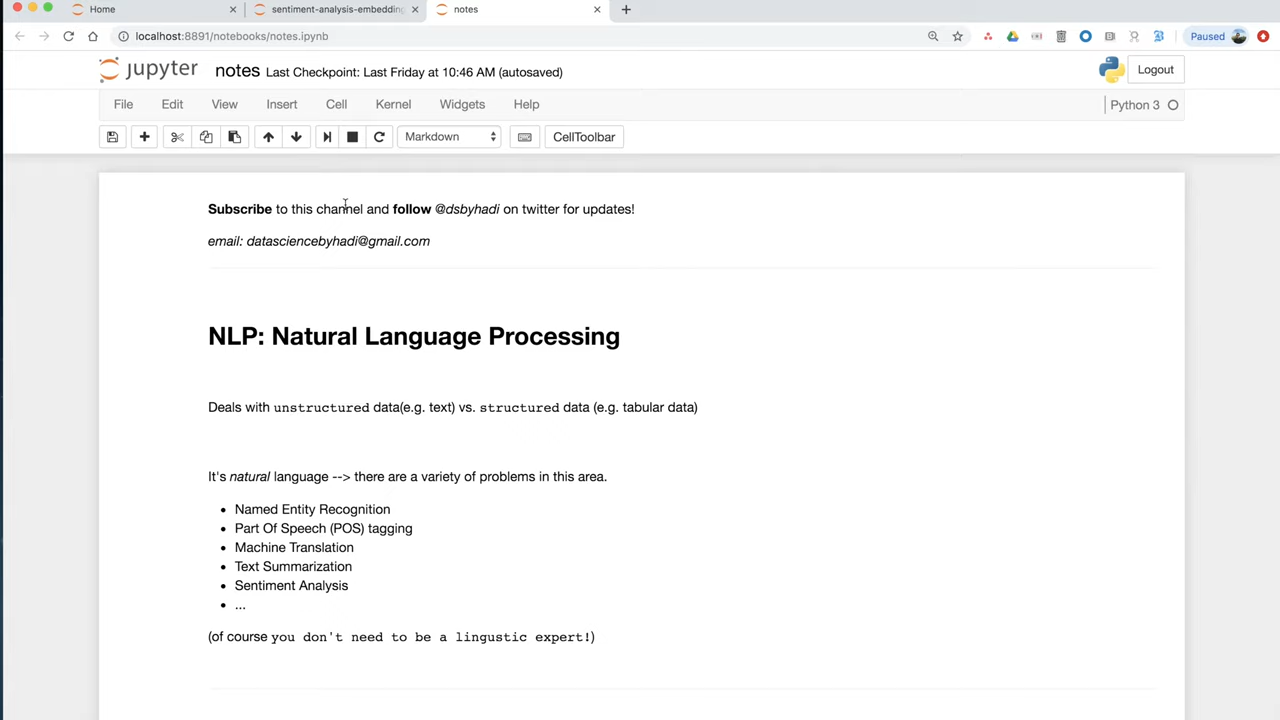 Home
sentiment-analysis-embedding
notes
localhost:8891/notebooks/notes.ipynb
Paused
jupyter notes Last Checkpoint: Last Friday at 10:46 AM (autosaved)
Logout
File Edit View Insert Cell Kernel Widgets Help
Python 3
Markdown
CellToolbar
Subscribe to this channel and follow @dsbyhadi on twitter for updates!
email: datasciencebyhadi@gmail.com
NLP: Natural Language Processing
Deals with unstructured data(e.g. text) vs. structured data (e.g. tabular data)
It's natural language --> there are a variety of problems in this area.
• Named Entity Recognition
• Part Of Speech (POS) tagging
• Machine Translation
• Text Summarization
• Sentiment Analysis
• ...
(of course you don't need to be a lingustic expert!)